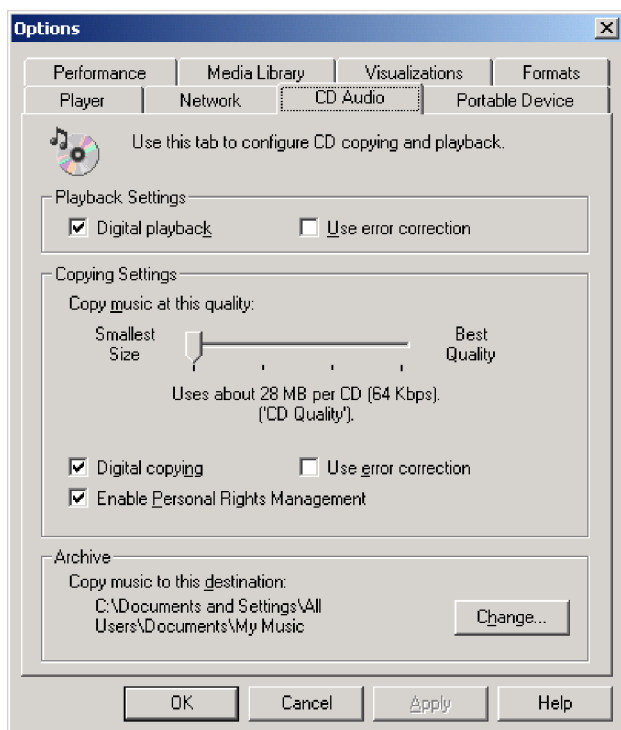 Options
Performance Media Library Visualizations Formats
Player Network CD Audio Portable Device
Use this tab to configure CD copying and playback.
Playback Settings
Digital playback Use error correction
Copying Settings
Copy music at this quality:
Smallest Size Best Quality
Uses about 28 MB per CD (64 Kbps).
('CD Quality').
Digital copying Use error correction
Enable Personal Rights Management
Archive
Copy music to this destination:
C:\Documents and Settings\All
Users\Documents\My Music
Change...
OK Cancel Apply Help